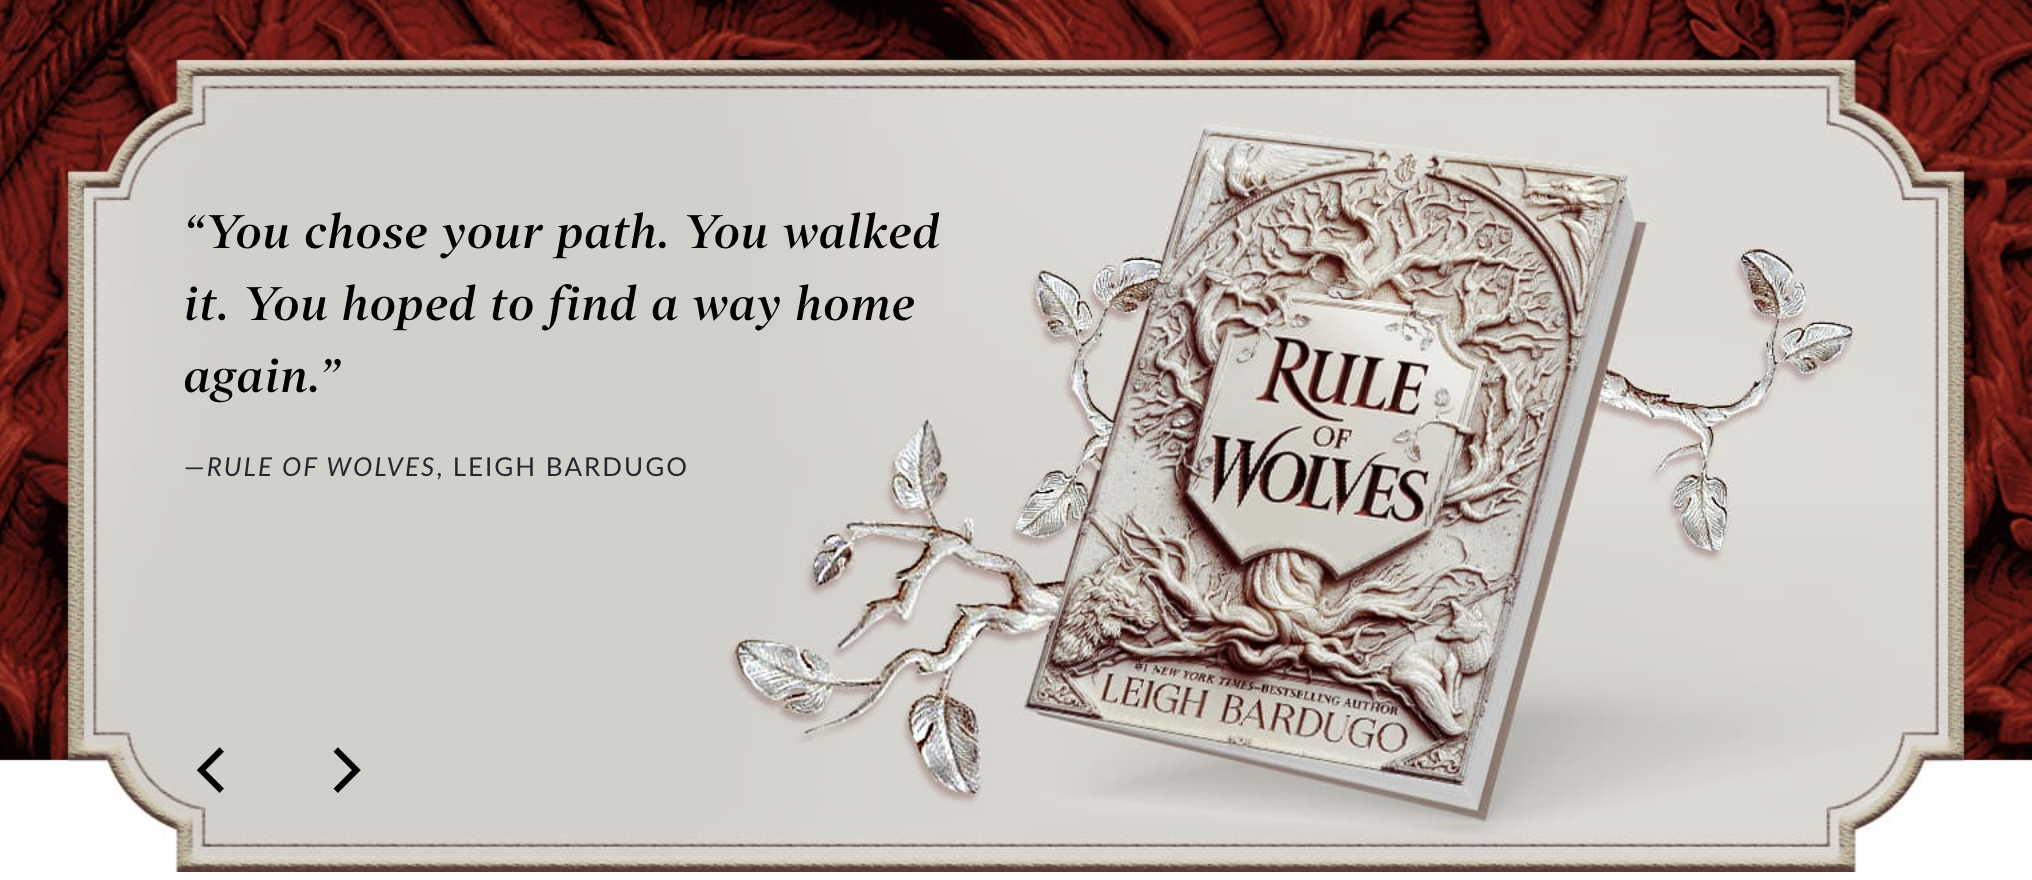 “You chose your path. You walked
it. You hoped to find a way home
again.”
—RULE OF WOLVES, LEIGH BARDUGO
RULE
OF
WOLVES
#1 NEW YORK TIMES–BESTSELLING AUTHOR
LEIGH BARDUGO